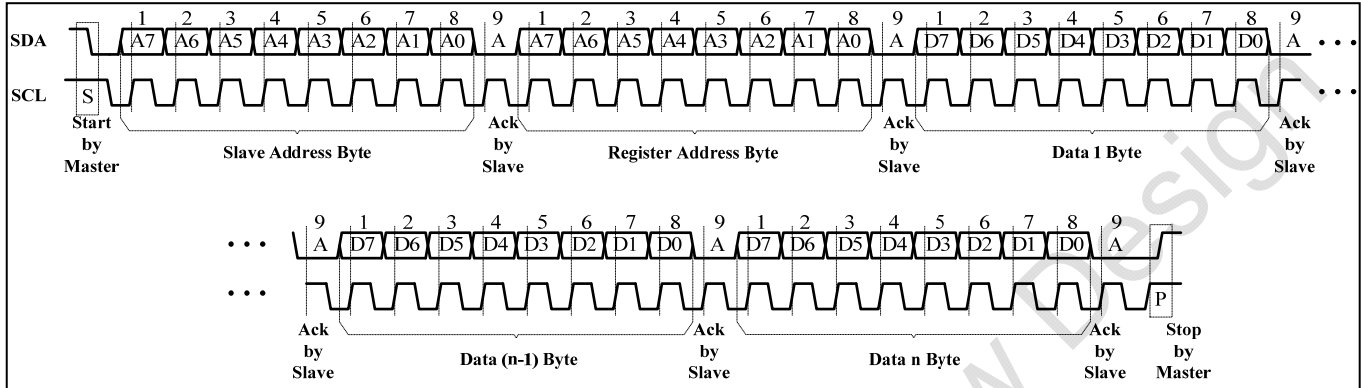 1 2 3 4 5 6 7 8 9 1 2 3 4 5 6 7 8 9 1 2 3 4 5 6 7 8 9
SDA A7 A6 A5 A4 A3 A2 A1 A0 A A7 A6 A5 A4 A3 A2 A1 A0 A D7 D6 D5 D4 D3 D2 D1 D0 A • • •
SCL S • • •
Start by Master
Slave Address Byte
Ack by Slave
Register Address Byte
Ack by Slave
Data 1 Byte
Ack by Slave
9 1 2 3 4 5 6 7 8 9 1 2 3 4 5 6 7 8 9
• • • A D7 D6 D5 D4 D3 D2 D1 D0 A D7 D6 D5 D4 D3 D2 D1 D0 A
• • • P
Ack by Slave
Data (n-1) Byte
Ack by Slave
Data n Byte
Ack by Slave
Stop by Master
Design